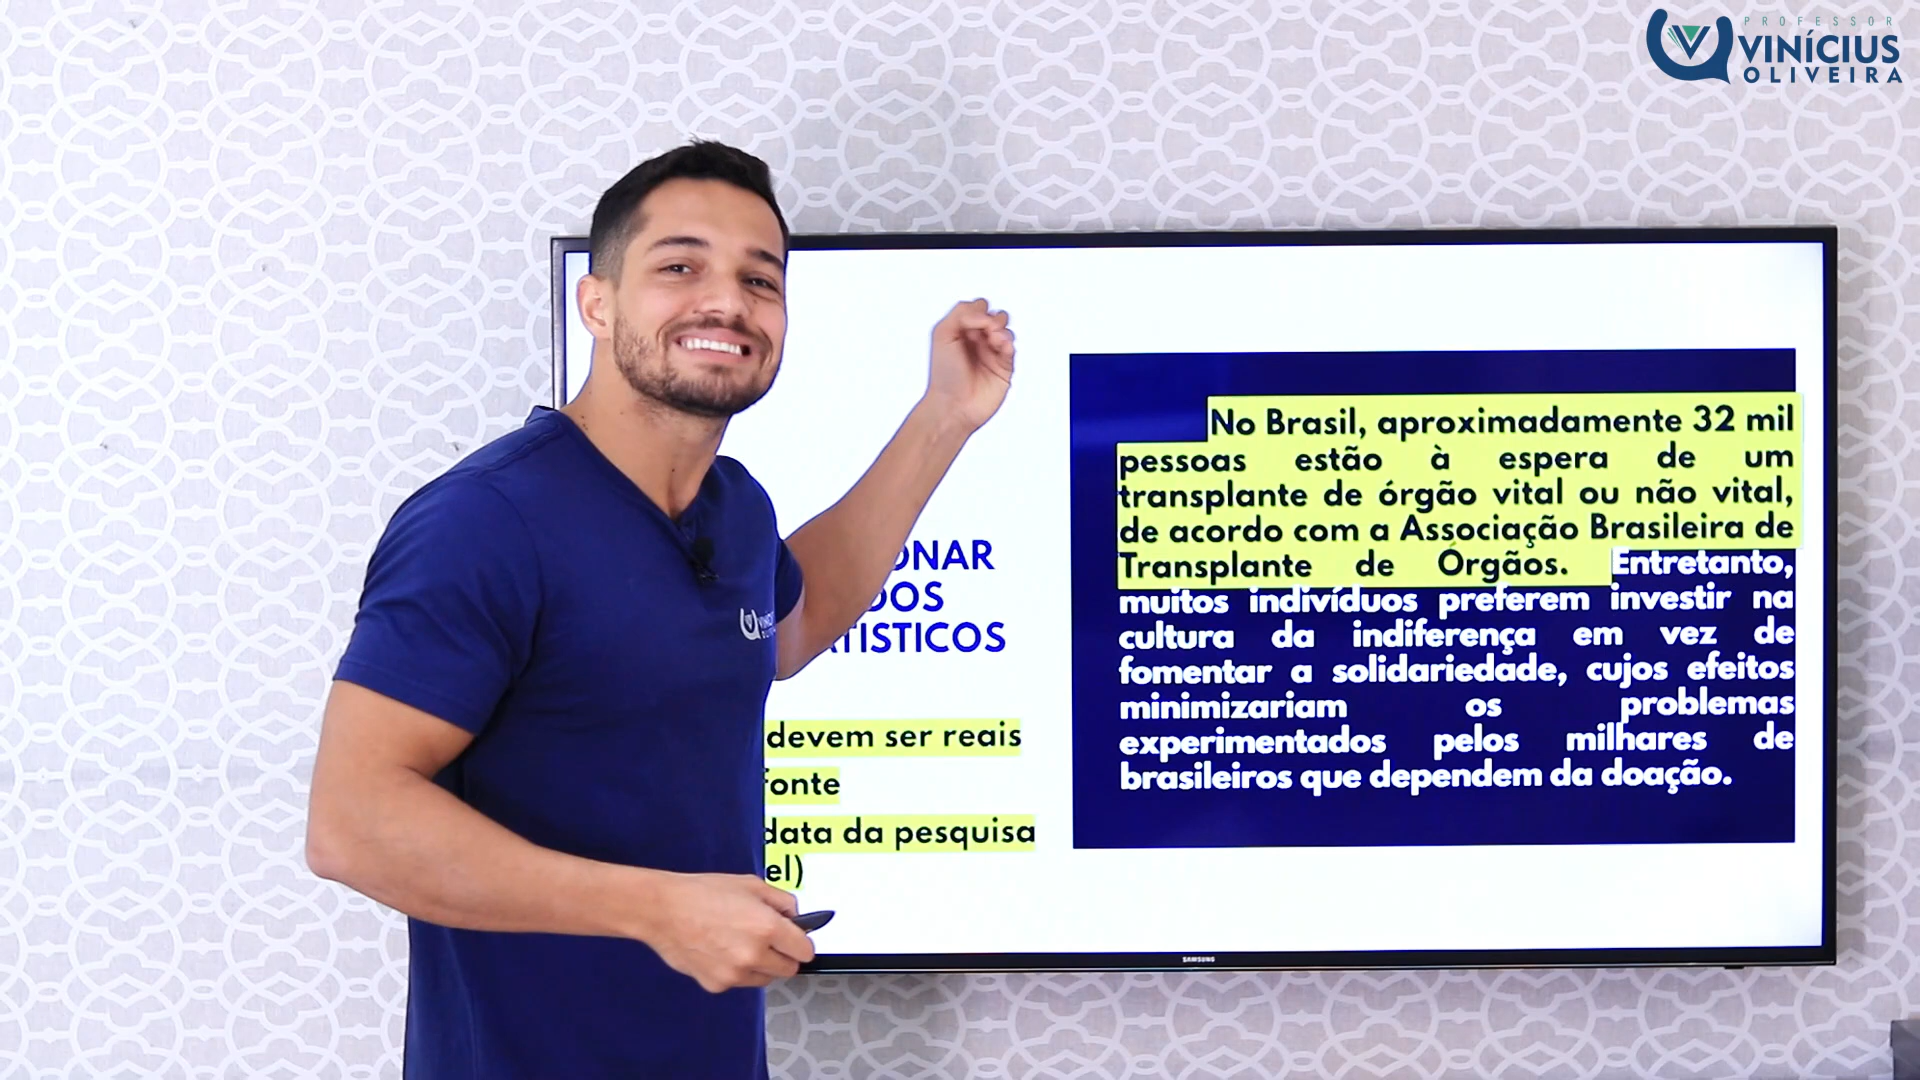 PROFESSOR
VINÍCIUS
OLIVEIRA
No Brasil, aproximadamente 32 mil
pessoas estão à espera de um
transplante de órgão vital ou não vital,
de acordo com a Associação Brasileira de
Transplante de Órgãos. Entretanto,
muitos indivíduos preferem investir na
cultura da indiferença em vez de
fomentar a solidariedade, cujos efeitos
minimizariam os problemas
experimentados pelos milhares de
brasileiros que dependem da doação.
ONAR
DOS
TISTICOS
devem ser reais
fonte
data da pesquisa
el)
SAMSUNG